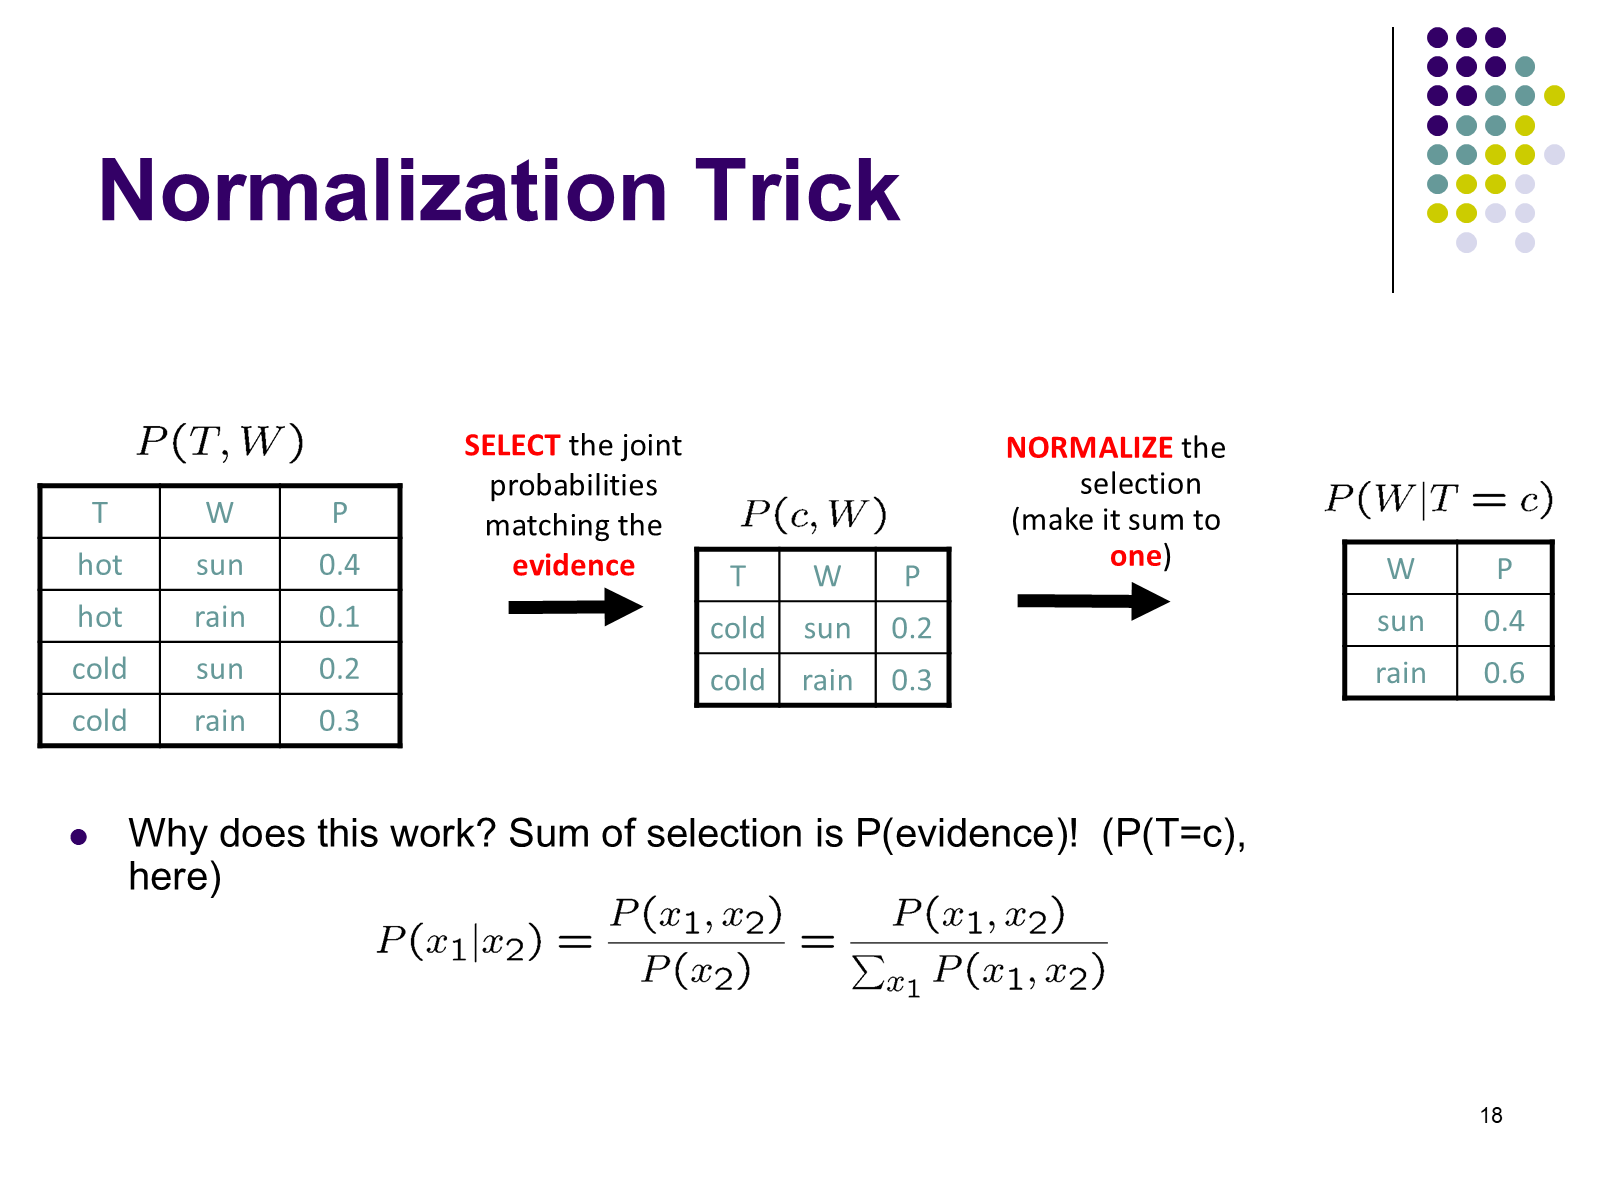 Normalization Trick
P(T, W)
T W P
hot sun 0.4
hot rain 0.1
cold sun 0.2
cold rain 0.3
SELECT the joint
probabilities
matching the
evidence
P(c, W)
T W P
cold sun 0.2
cold rain 0.3
NORMALIZE the
selection
(make it sum to
one)
P(W|T = c)
W P
sun 0.4
rain 0.6
● Why does this work? Sum of selection is P(evidence)! (P(T=c),
here)
P(x₁|x₂) = P(x₁, x₂) / P(x₂) = P(x₁, x₂) / ∑ₓ₁ P(x₁, x₂)
18